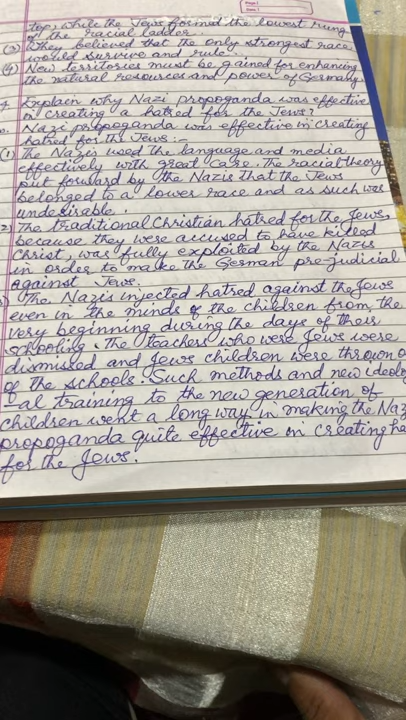 Page
Date
top, while the Jews formed the lowest rung
of the racial ladder.
(3) They believed that the only strongest race
would survive and rule.
(4) New territories must be gained for enhancing
the natural resources and power of Germany.
Explain why Nazi propoganda was effective
in creating a hatred for the Jews?
Nazi propoganda was effective in creating
hatred for the Jews :-
(1) The Nazis used the language and media
effectively with great care. The racial theory
put forward by the Nazis that the Jews
belonged to a lower race and as such was
undesirable.
2) The traditional Christian hatred for the Jews,
because they were accused to have killed
Christ, was fully exploited by the Nazis
in order to make the German pre-judicial
against Jews.
The Nazis injected hatred against the Jews
even in the minds of the children from the
very beginning during the days of their
schooling. The teachers who were Jews were
dismissed and Jews children were thrown o
of the schools. Such methods and new ideolog
-al training to the new generation of
children went a long way in making the Naz
propoganda quite effective in creating ha
for the Jews.